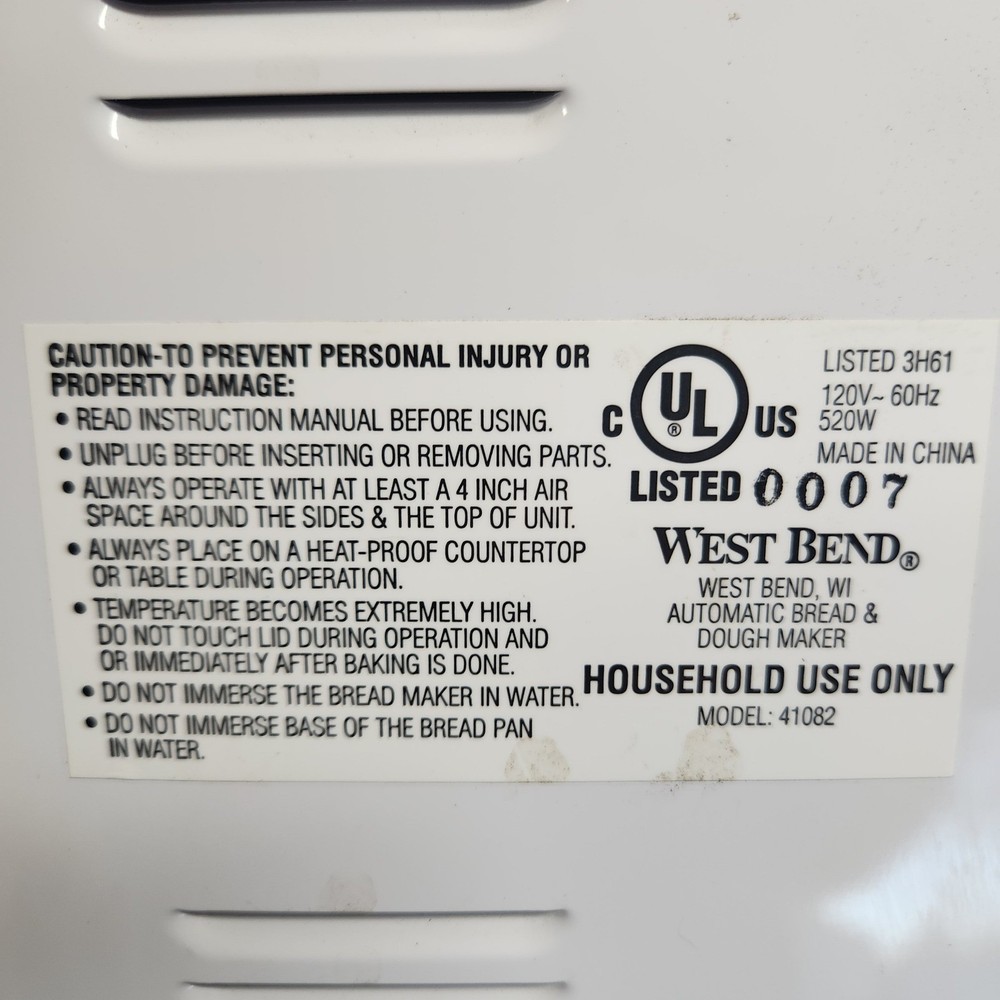 CAUTION-TO PREVENT PERSONAL INJURY OR
PROPERTY DAMAGE:
• READ INSTRUCTION MANUAL BEFORE USING.
• UNPLUG BEFORE INSERTING OR REMOVING PARTS.
• ALWAYS OPERATE WITH AT LEAST A 4 INCH AIR
SPACE AROUND THE SIDES & THE TOP OF UNIT.
• ALWAYS PLACE ON A HEAT-PROOF COUNTERTOP
OR TABLE DURING OPERATION.
• TEMPERATURE BECOMES EXTREMELY HIGH.
DO NOT TOUCH LID DURING OPERATION AND
OR IMMEDIATELY AFTER BAKING IS DONE.
• DO NOT IMMERSE THE BREAD MAKER IN WATER.
• DO NOT IMMERSE BASE OF THE BREAD PAN
IN WATER.
C UL ® US
LISTED 3H61
120V~ 60Hz
520W
MADE IN CHINA
LISTED 0007
WEST BEND®
WEST BEND, WI
AUTOMATIC BREAD &
DOUGH MAKER
HOUSEHOLD USE ONLY
MODEL: 41082